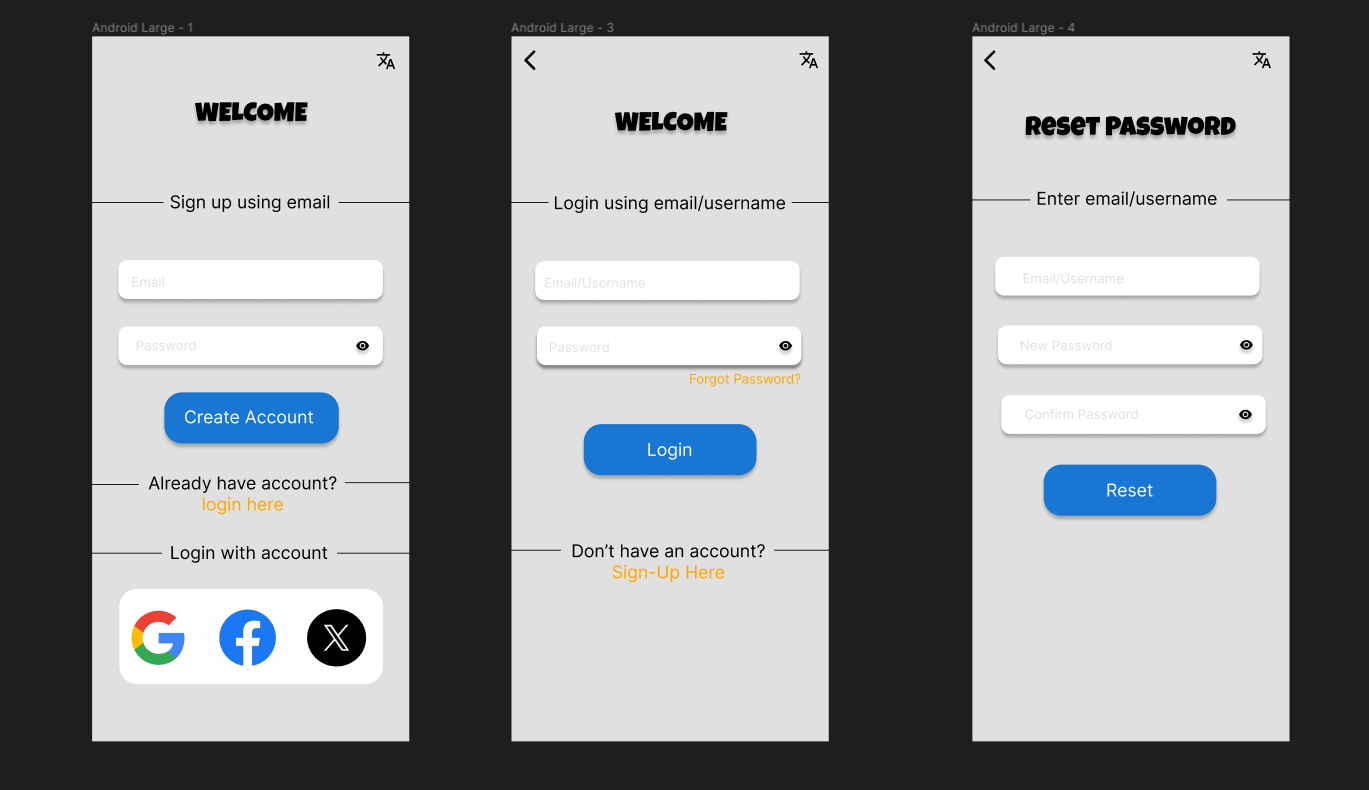 Android Large - 1
WELCOME
Sign up using email
Email
Password
Create Account
Already have account?
login here
Login with account
Android Large - 3
WELCOME
Login using email/username
Email/Username
Password
Forgot Password?
Login
Don’t have an account?
Sign-Up Here
Android Large - 4
Reset Password
Enter email/username
Email/Username
New Password
Confirm Password
Reset